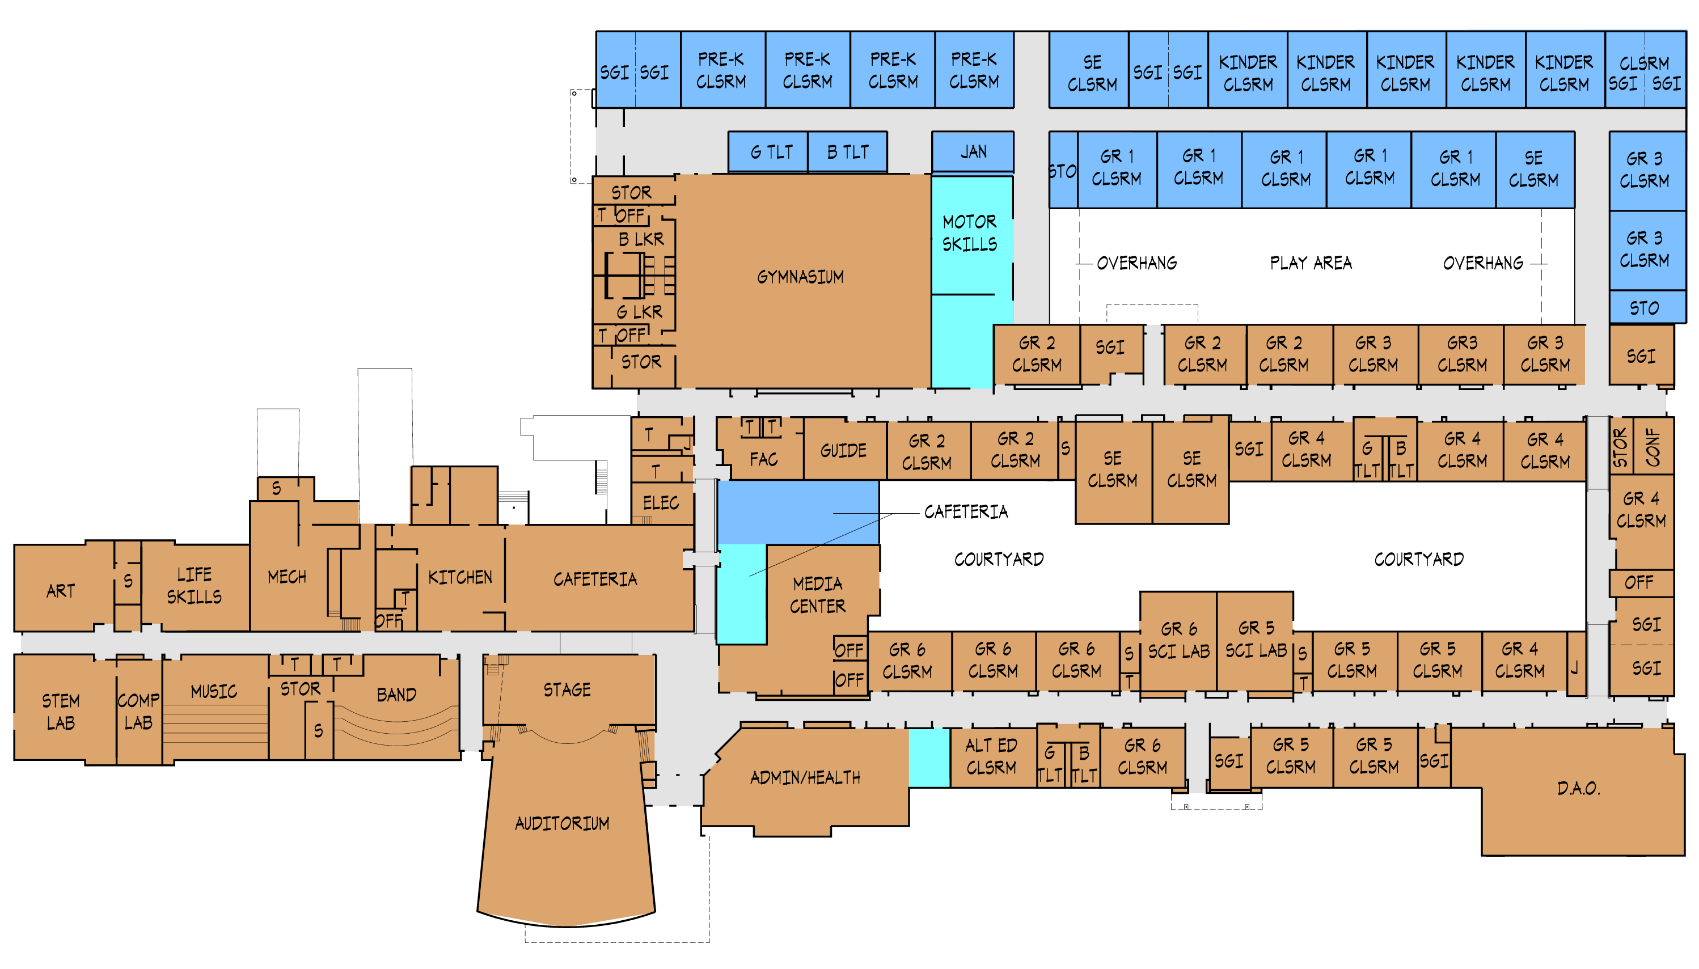 SGI SGI
PRE-K
CLSRM
PRE-K
CLSRM
PRE-K
CLSRM
PRE-K
CLSRM
SE
CLSRM
SGI SGI
KINDER
CLSRM
KINDER
CLSRM
KINDER
CLSRM
KINDER
CLSRM
KINDER
CLSRM
CLSRM
SGI SGI
G TLT
B TLT
JAN
STO
GR 1
CLSRM
GR 1
CLSRM
GR 1
CLSRM
GR 1
CLSRM
GR 1
CLSRM
SE
CLSRM
GR 3
CLSRM
STOR
T OFF
B LKR
GYMNASIUM
MOTOR
SKILLS
OVERHANG
PLAY AREA
OVERHANG
GR 3
CLSRM
STO
G LKR
T OFF
STOR
GR 2
CLSRM
SGI
GR 2
CLSRM
GR 2
CLSRM
GR 3
CLSRM
GR3
CLSRM
GR 3
CLSRM
SGI
T
T
ELEC
T T
FAC
GUIDE
GR 2
CLSRM
GR 2
CLSRM
S
SE
CLSRM
SE
CLSRM
SGI
GR 4
CLSRM
G
TLT
B
TLT
GR 4
CLSRM
GR 4
CLSRM
STOR
CONF
GR 4
CLSRM
S
CAFETERIA
COURTYARD
COURTYARD
ART
S
LIFE
SKILLS
MECH
T
OFF
KITCHEN
CAFETERIA
MEDIA
CENTER
OFF
OFF
OFF
SGI
SGI
GR 6
CLSRM
GR 6
CLSRM
GR 6
CLSRM
S
T
GR 6
SCI LAB
GR 5
SCI LAB
S
T
GR 5
CLSRM
GR 5
CLSRM
GR 4
CLSRM
J
STEM
LAB
COMP
LAB
MUSIC
T T
STOR
S
BAND
STAGE
AUDITORIUM
ADMIN/HEALTH
ALT ED
CLSRM
G
TLT
B
TLT
GR 6
CLSRM
SGI
GR 5
CLSRM
GR 5
CLSRM
SGI
D.A.O.